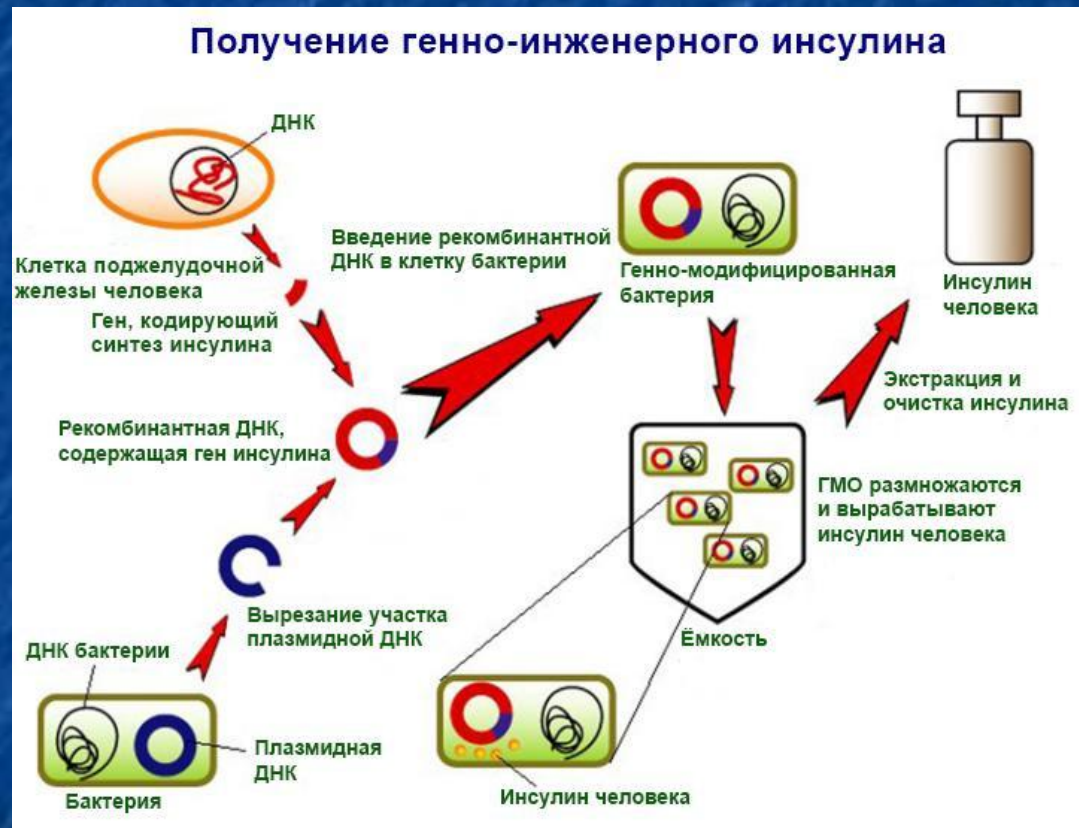 Получение генно-инженерного инсулина
ДНК
Клетка поджелудочной
железы человека
Ген, кодирующий
синтез инсулина
Введение рекомбинантной
ДНК в клетку бактерии
Генно-модифицированная
бактерия
Инсулин
человека
Экстракция и
очистка инсулина
Рекомбинантная ДНК,
содержащая ген инсулина
ГМО размножаются
и вырабатывают
инсулин человека
Вырезание участка
плазмидной ДНК
Ёмкость
ДНК бактерии
Плазмидная
ДНК
Бактерия
Инсулин человека